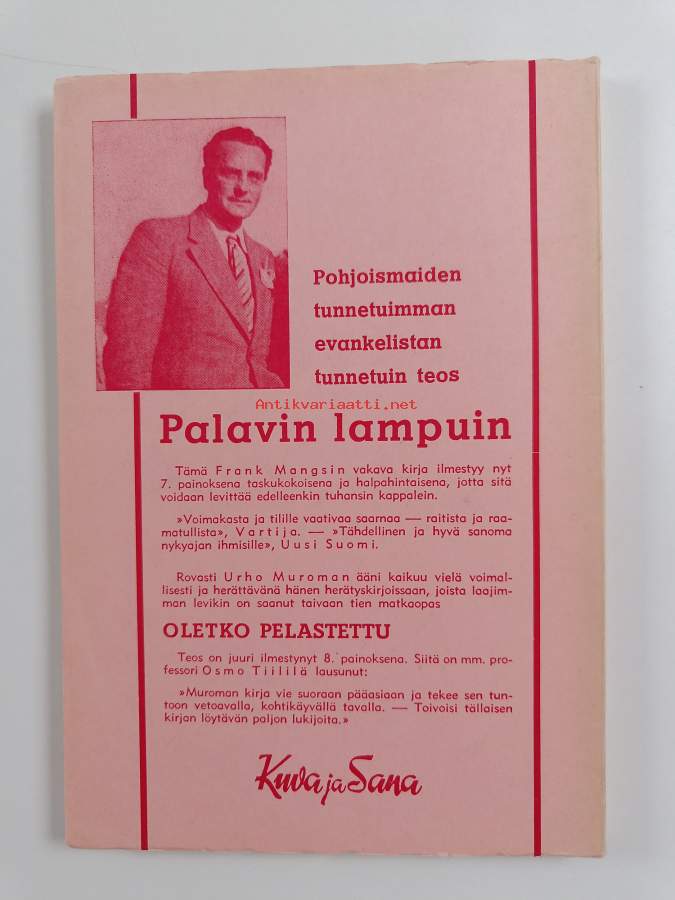 Pohjoismaiden
tunnetuimman
evankelistan
tunnetuin teos
Antikvariaatti.net
Palavin lampuin
Tämä Frank Mangsin vakava kirja ilmestyy nyt
7. painoksena taskukokoisena ja halpahintaisena, jotta sitä
voidaan levittää edelleenkin tuhansin kappalein.
»Voimakasta ja tilille vaativaa saarnaa — raitista ja raa-
matullista», Vartija. — »Tähdellinen ja hyvä sanoma
nykyajan ihmisille», Uusi Suomi.
Rovasti Urho Muroman ääni kaikuu vielä voimal-
lisesti ja herättävänä hänen herätyskirjoissaan, joista laajim-
man levikin on saanut taivaan tien matkaopas
OLETKO PELASTETTU
Teos on juuri ilmestynyt 8. painoksena. Siitä on mm. pro-
fessori Osmo Tiililä lausunut:
»Muroman kirja vie suoraan pääasiaan ja tekee sen tun-
toon vetoavalla, kohtikäyvällä tavalla. — Toivoisi tällaisen
kirjan löytävän paljon lukijoita.»
Kuva ja Sana